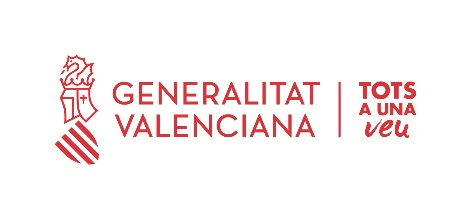 GENERALITAT
VALENCIANA
TOTS
A UNA
veu